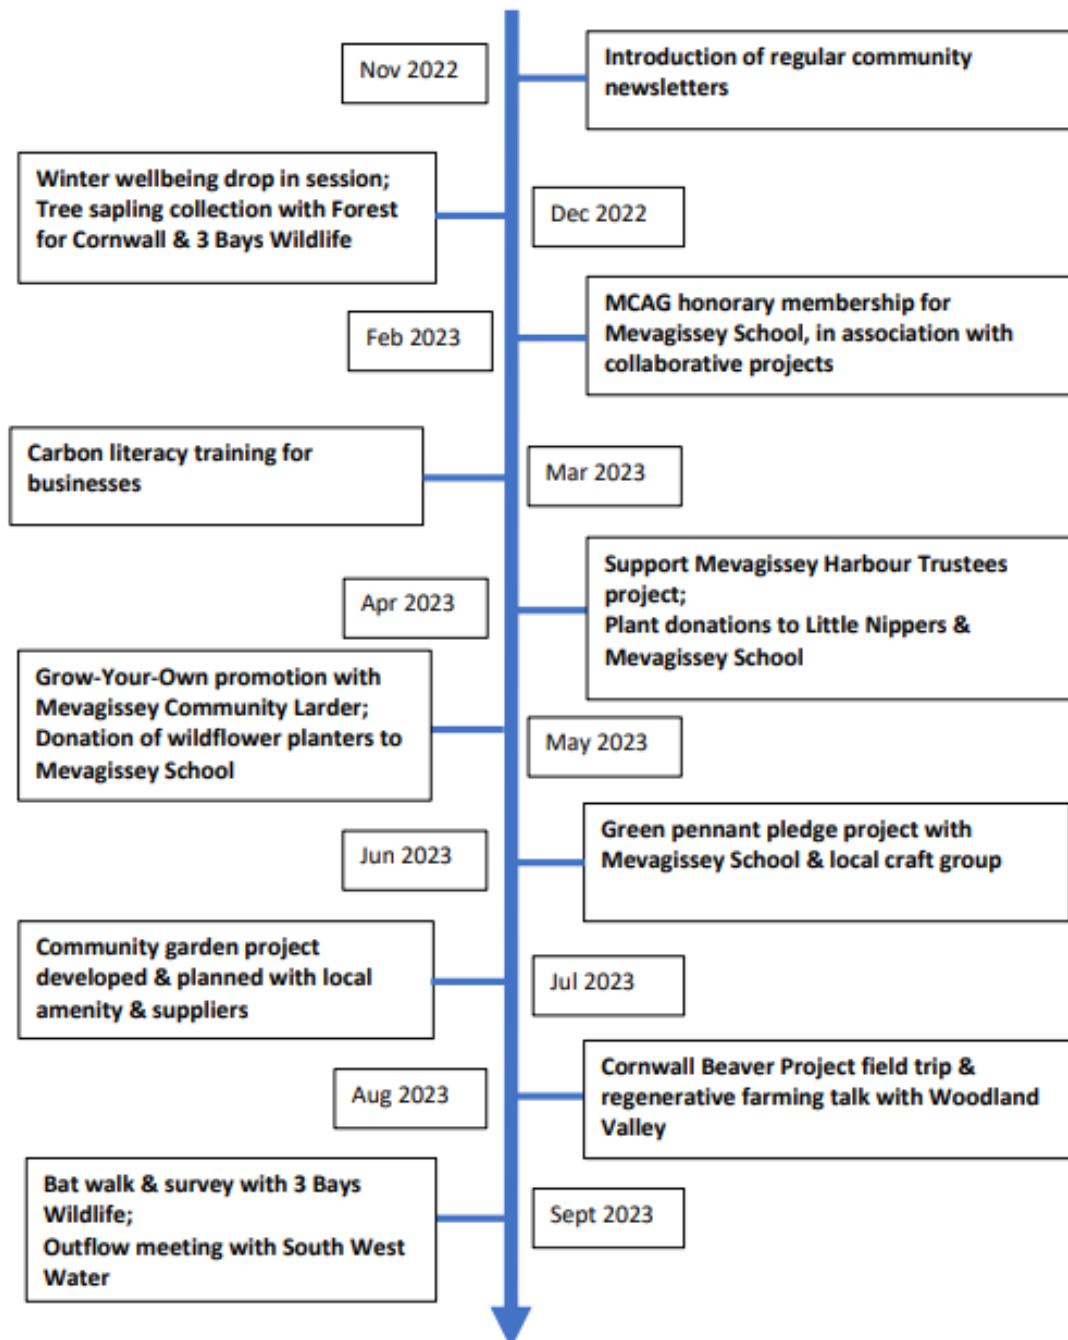 Nov 2022
Introduction of regular community
newsletters
Winter wellbeing drop in session;
Tree sapling collection with Forest
for Cornwall & 3 Bays Wildlife
Dec 2022
Feb 2023
MCAG honorary membership for
Mevagissey School, in association with
collaborative projects
Carbon literacy training for
businesses
Mar 2023
Apr 2023
Support Mevagissey Harbour Trustees
project;
Plant donations to Little Nippers &
Mevagissey School
Grow-Your-Own promotion with
Mevagissey Community Larder;
Donation of wildflower planters to
Mevagissey School
May 2023
Jun 2023
Green pennant pledge project with
Mevagissey School & local craft group
Community garden project
developed & planned with local
amenity & suppliers
Jul 2023
Aug 2023
Cornwall Beaver Project field trip &
regenerative farming talk with Woodland
Valley
Bat walk & survey with 3 Bays
Wildlife;
Outflow meeting with South West
Water
Sept 2023